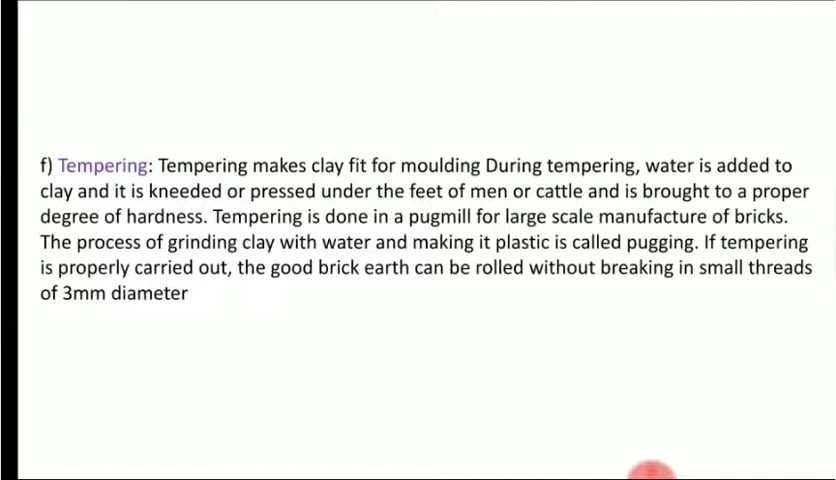 f) Tempering: Tempering makes clay fit for moulding During tempering, water is added to
clay and it is kneeded or pressed under the feet of men or cattle and is brought to a proper
degree of hardness. Tempering is done in a pugmill for large scale manufacture of bricks.
The process of grinding clay with water and making it plastic is called pugging. If tempering
is properly carried out, the good brick earth can be rolled without breaking in small threads
of 3mm diameter